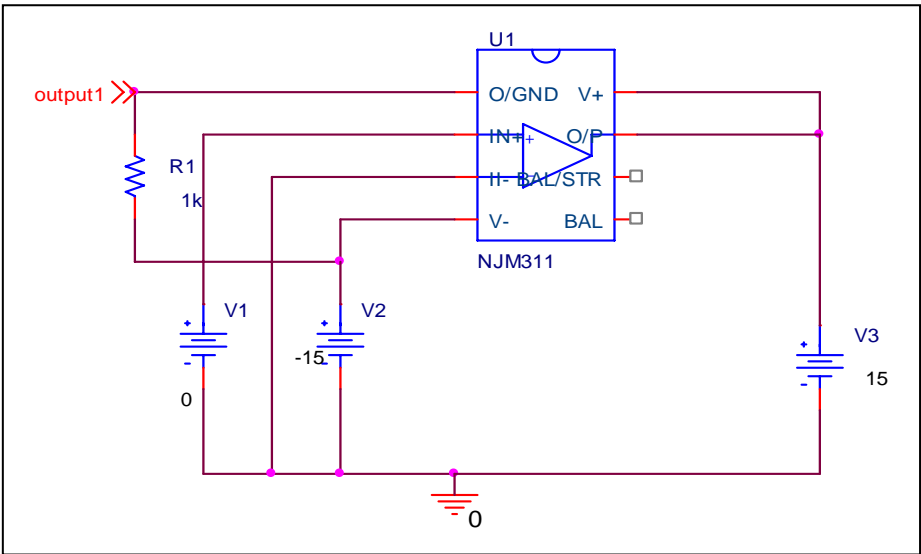 U1
output1
O/GND V+
IN+ + O/P
II- BAL/STR
R1
1k
V- BAL
NJM311
V1
V2
V3
+
+
-15
+
15
-
-
-
0
0